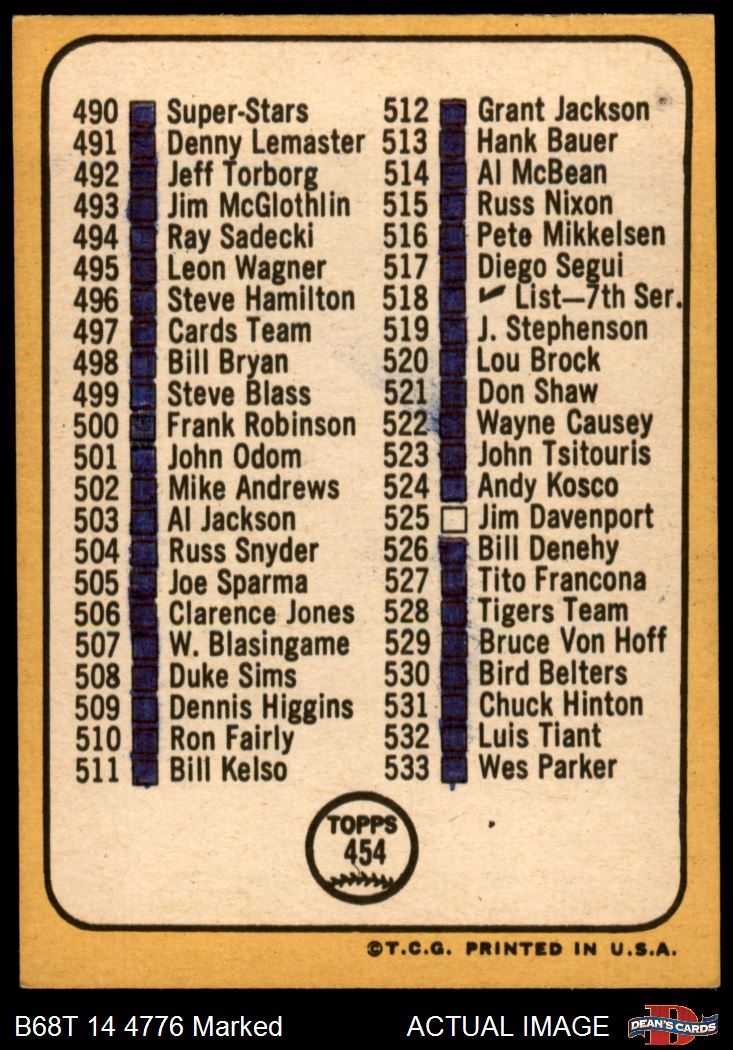 490 Super-Stars
491 Denny Lemaster
492 Jeff Torborg
493 Jim McGlothlin
494 Ray Sadecki
495 Leon Wagner
496 Steve Hamilton
497 Cards Team
498 Bill Bryan
499 Steve Blass
500 Frank Robinson
501 John Odom
502 Mike Andrews
503 Al Jackson
504 Russ Snyder
505 Joe Sparma
506 Clarence Jones
507 W. Blasingame
508 Duke Sims
509 Dennis Higgins
510 Ron Fairly
511 Bill Kelso
512 Grant Jackson
513 Hank Bauer
514 Al McBean
515 Russ Nixon
516 Pete Mikkelsen
517 Diego Segui
518 ✔ List—7th Ser.
519 J. Stephenson
520 Lou Brock
521 Don Shaw
522 Wayne Causey
523 John Tsitouris
524 Andy Kosco
525 Jim Davenport
526 Bill Denehy
527 Tito Francona
528 Tigers Team
529 Bruce Von Hoff
530 Bird Belters
531 Chuck Hinton
532 Luis Tiant
533 Wes Parker
TOPPS
454
©T.C.G. PRINTED IN U.S.A.
B68T 14 4776 Marked
ACTUAL IMAGE
D
DEAN'S CARDS